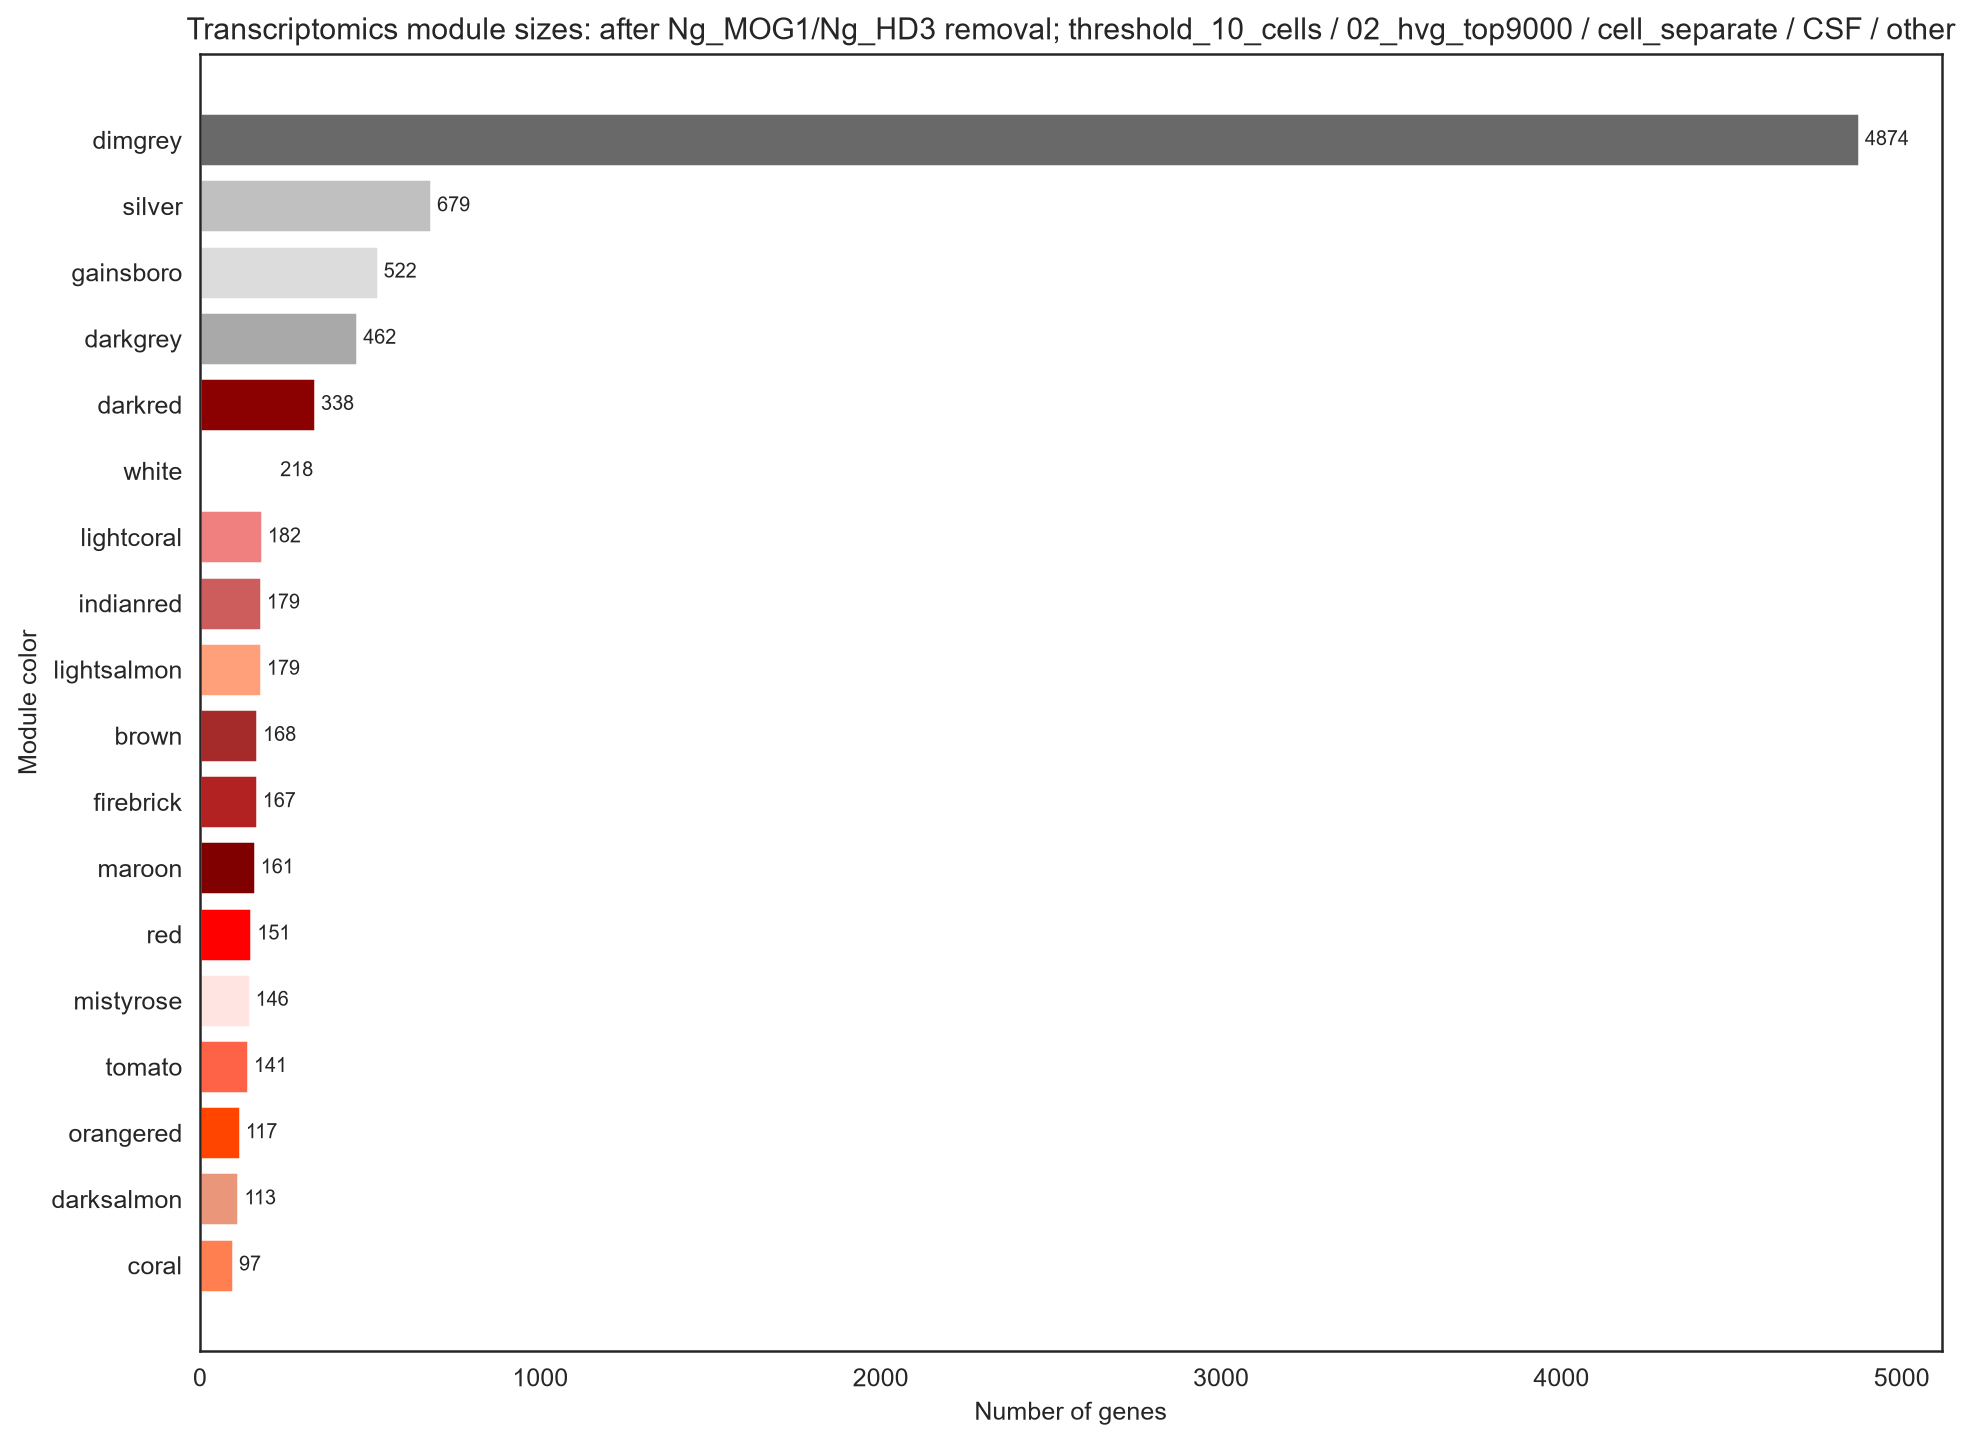 Transcriptomics module sizes: after Ng_MOG1/Ng_HD3 removal; threshold_10_cells / 02_hvg_top9000 / cell_separate / CSF / other
dimgrey 4874
silver 679
gainsboro 522
darkgrey 462
darkred 338
white 218
lightcoral 182
indianred 179
lightsalmon 179
brown 168
firebrick 167
maroon 161
red 151
mistyrose 146
tomato 141
orangered 117
darksalmon 113
coral 97
Module color
0 1000 2000 3000 4000 5000
Number of genes